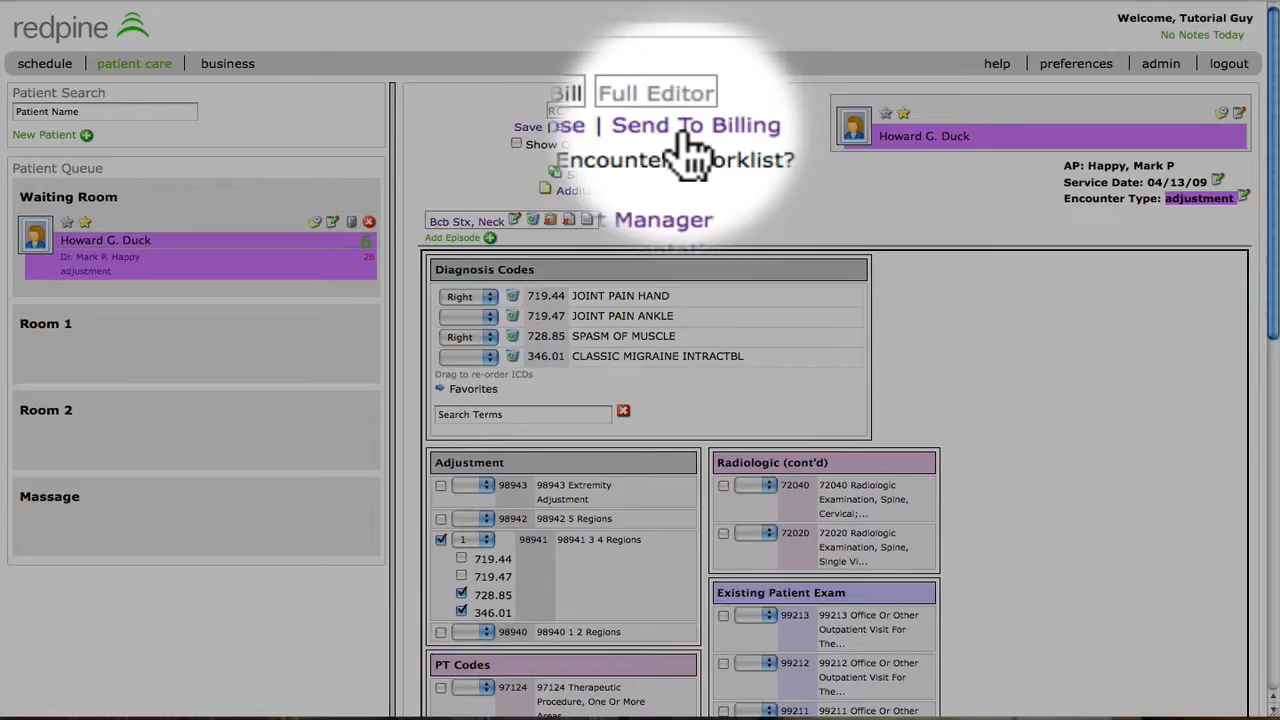 redpine
Welcome, Tutorial Guy
No Notes Today
schedule
patient care
business
help
preferences
admin
logout
Patient Search
Patient Name
New Patient
Patient Queue
Waiting Room
Howard G. Duck
6
Dr. Mark P. Happy
26
adjustment
Room 1
Room 2
Massage
Bill
Full Editor
Save
se | Send To Billing
Show
Encounter
orklist?
Addi
Bcb Stx, Neck
t Manager
Add Episode
Howard G. Duck
AP: Happy, Mark P
Service Date: 04/13/09
Encounter Type: adjustment
Diagnosis Codes
Right 719.44 JOINT PAIN HAND
719.47 JOINT PAIN ANKLE
Right 728.85 SPASM OF MUSCLE
346.01 CLASSIC MIGRAINE INTRACTBL
Drag to re-order ICDs
Favorites
Search Terms
Adjustment
98943 98943 Extremity
Adjustment
98942 98942 5 Regions
1 98941 98941 3 4 Regions
719.44
719.47
728.85
346.01
98940 98940 1 2 Regions
PT Codes
97124 97124 Therapeutic
Procedure, One Or More
Areas,
Radiologic (cont'd)
72040 72040 Radiologic
Examination, Spine,
Cervical;...
72020 72020 Radiologic
Examination, Spine,
Single Vi...
Existing Patient Exam
99213 99213 Office Or Other
Outpatient Visit For
The...
99212 99212 Office Or Other
Outpatient Visit For
The...
99211 99211 Office Or Other